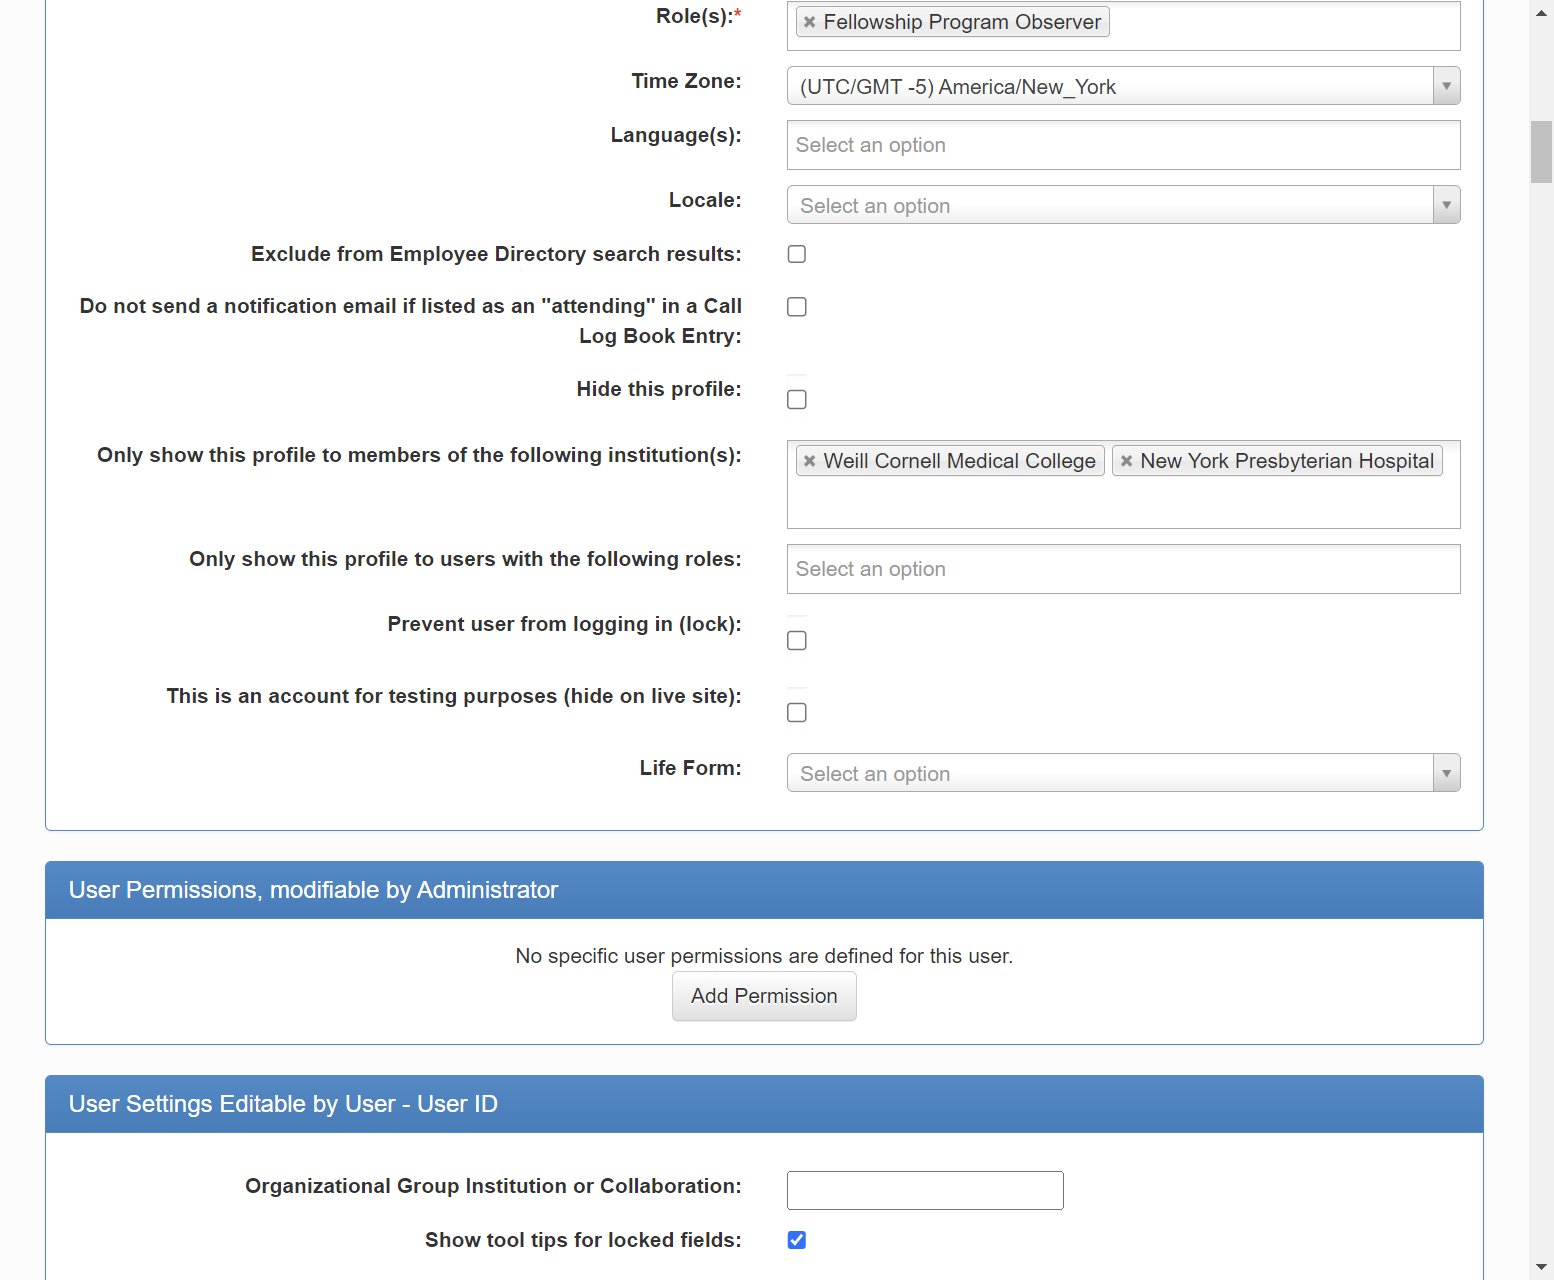 Role(s):*
✖ Fellowship Program Observer
Time Zone:
(UTC/GMT -5) America/New_York
Language(s):
Select an option
Locale:
Select an option
Exclude from Employee Directory search results:
Do not send a notification email if listed as an "attending" in a Call
Log Book Entry:
Hide this profile:
Only show this profile to members of the following institution(s):
✖ Weill Cornell Medical College ✖ New York Presbyterian Hospital
Only show this profile to users with the following roles:
Select an option
Prevent user from logging in (lock):
This is an account for testing purposes (hide on live site):
Life Form:
Select an option
User Permissions, modifiable by Administrator
No specific user permissions are defined for this user.
Add Permission
User Settings Editable by User - User ID
Organizational Group Institution or Collaboration:
Show tool tips for locked fields: